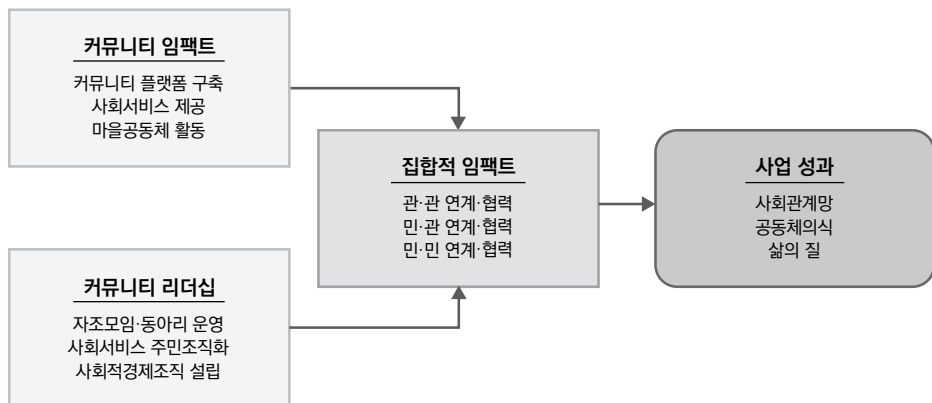 커뮤니티 임팩트
커뮤니티 플랫폼 구축
사회서비스 제공
마을공동체 활동
집합적 임팩트
관·관 연계·협력
민·관 연계·협력
민·민 연계·협력
사업 성과
사회관계망
공동체의식
삶의 질
커뮤니티 리더십
자조모임·동아리 운영
사회서비스 주민조직화
사회적경제조직 설립